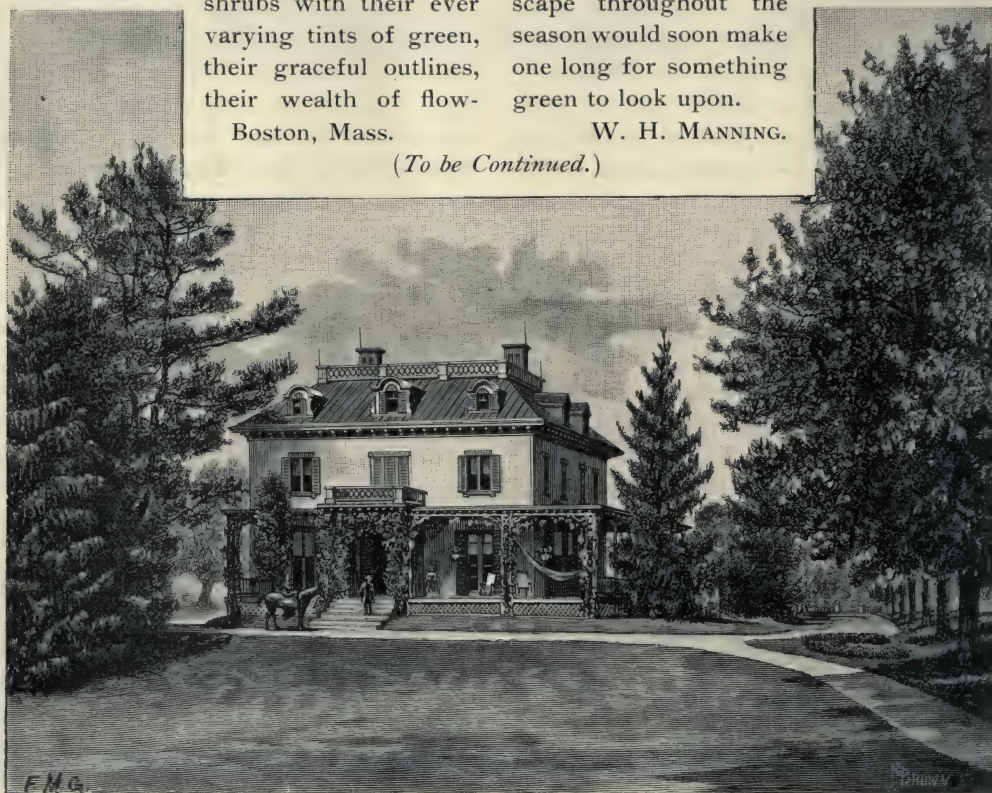 shrubs with their ever
varying tints of green,
their graceful outlines,
their wealth of flow-
Boston, Mass.
scape throughout the
season would soon make
one long for something
green to look upon.
W. H. MANNING.
(To be Continued.)
F. M. G.
M Brown